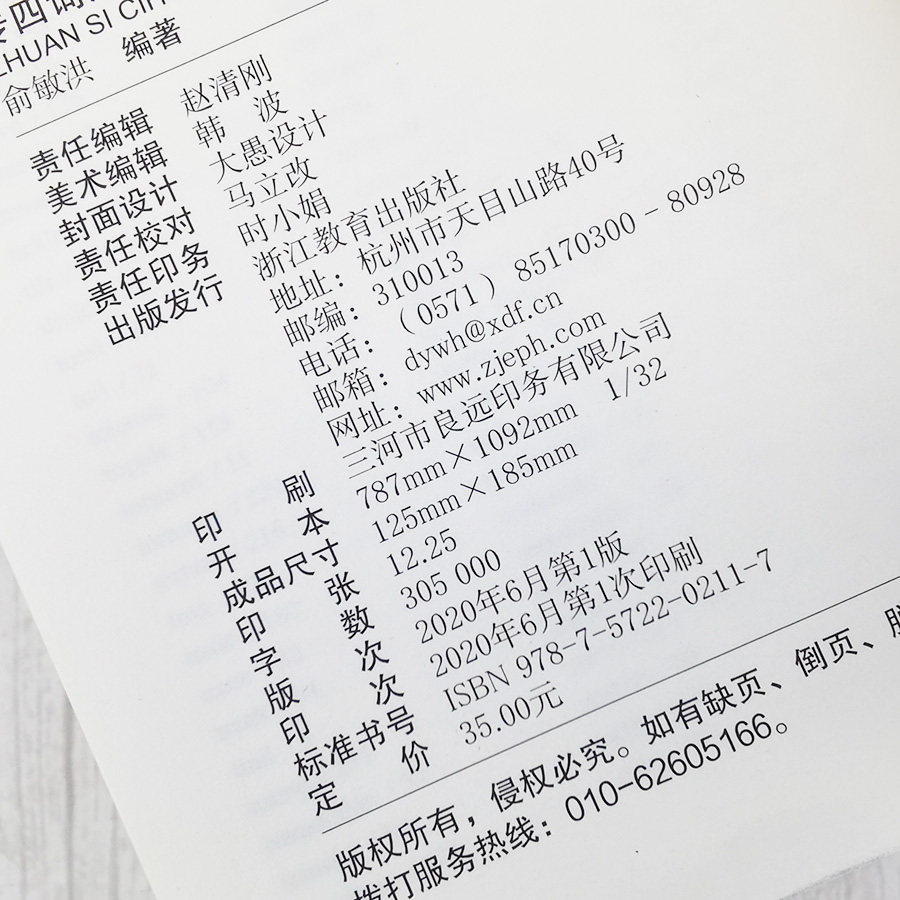 四词
ZHUAN SI CI
俞敏洪 编著
责任编辑 赵清刚
美术编辑 韩 波
封面设计 大愚设计
责任校对 马立改
责任印务 时小娟
出版发行 浙江教育出版社
地址：杭州市天目山路40号
邮编：310013
电话：（0571）85170300-80928
邮箱：dywh@xdf.cn
网址：www.zjeph.com
印 刷 三河市良远印务有限公司
开 本 787mm×1092mm 1/32
成品尺寸 125mm×185mm
印 张 12.25
字 数 305 000
版 次 2020年6月第1版
印 次 2020年6月第1次印刷
标准书号 ISBN 978-7-5722-0211-7
定 价 35.00元
版权所有，侵权必究。如有缺页、倒页、
拨打服务热线：010-62605166。